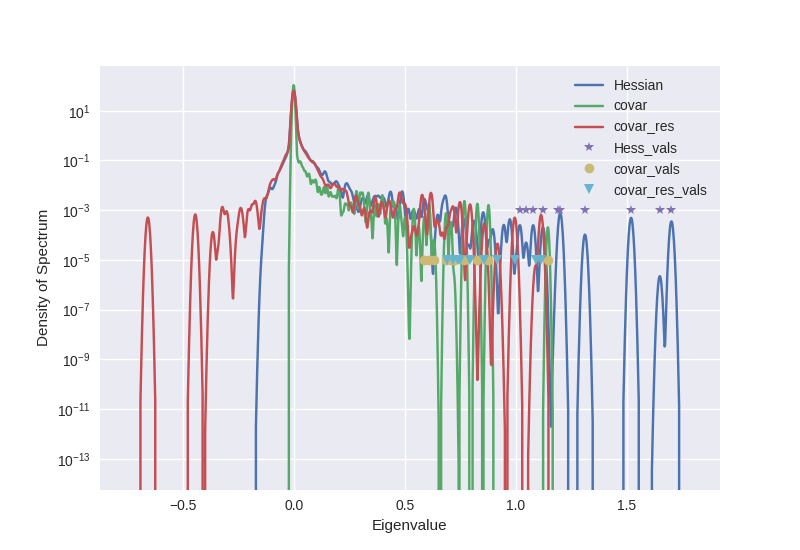 10^1
10^−1
10^−3
10^−5
10^−7
10^−9
10^−11
10^−13
Density of Spectrum
Hessian
covar
covar_res
Hess_vals
covar_vals
covar_res_vals
−0.5 0.0 0.5 1.0 1.5
Eigenvalue